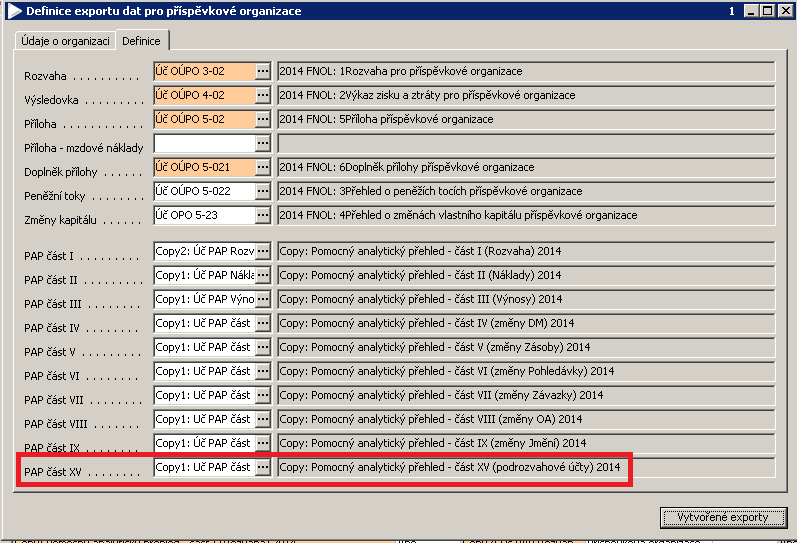 Definice exportu dat pro příspěvkové organizace 1
Údaje o organizaci Definice
Rozvaha . . . . . . . . . . Úč OÚPO 3-02 ... 2014 FNOL: 1Rozvaha pro příspěvkové organizace
Výsledovka . . . . . . . . Úč OÚPO 4-02 ... 2014 FNOL: 2Výkaz zisku a ztráty pro příspěvkové organizace
Příloha . . . . . . . . . . . Úč OÚPO 5-02 ... 2014 FNOL: 5Příloha příspěvkové organizace
Příloha - mzdové náklady ...
Doplněk přílohy . . . . . . Úč OÚPO 5-021 ... 2014 FNOL: 6Doplněk přílohy příspěvkové organizace
Peněžní toky . . . . . . . Úč OÚPO 5-022 ... 2014 FNOL: 3Přehled o peněžích tocích příspěvkové organizace
Změny kapitálu . . . . . . Úč OPO 5-23 ... 2014 FNOL: 4Přehled o změnách vlastního kapitálu příspěvkové organizace
PAP část I . . . . . . . . . Copy2: Úč PAP Rozv ... Copy: Pomocný analytický přehled - část I (Rozvaha) 2014
PAP část II . . . . . . . . Copy1: Úč PAP Nákla ... Copy: Pomocný analytický přehled - část II (Náklady) 2014
PAP část III . . . . . . . . Copy1: Úč PAP Výno ... Copy: Pomocný analytický přehled - část III (Výnosy) 2014
PAP část IV . . . . . . . . Copy1: Úč PAP část ... Copy: Pomocný analytický přehled - část IV (změny DM) 2014
PAP část V . . . . . . . . Copy1: Úč PAP část ... Copy: Pomocný analytický přehled - část V (změny Zásoby) 2014
PAP část VI . . . . . . . . Copy1: Úč PAP část ... Copy: Pomocný analytický přehled - část VI (změny Pohledávky) 2014
PAP část VII . . . . . . . Copy1: Úč PAP část ... Copy: Pomocný analytický přehled - část VII (změny Závazky) 2014
PAP část VIII . . . . . . . Copy1: Úč PAP část ... Copy: Pomocný analytický přehled - část VIII (změny OA) 2014
PAP část IX . . . . . . . . Copy1: Úč PAP část ... Copy: Pomocný analytický přehled - část IX (změny Jmění) 2014
PAP část XV . . . . . . . . Copy1: Úč PAP část ... Copy: Pomocný analytický přehled - část XV (podrozvahové účty) 2014
Vytvořené exporty